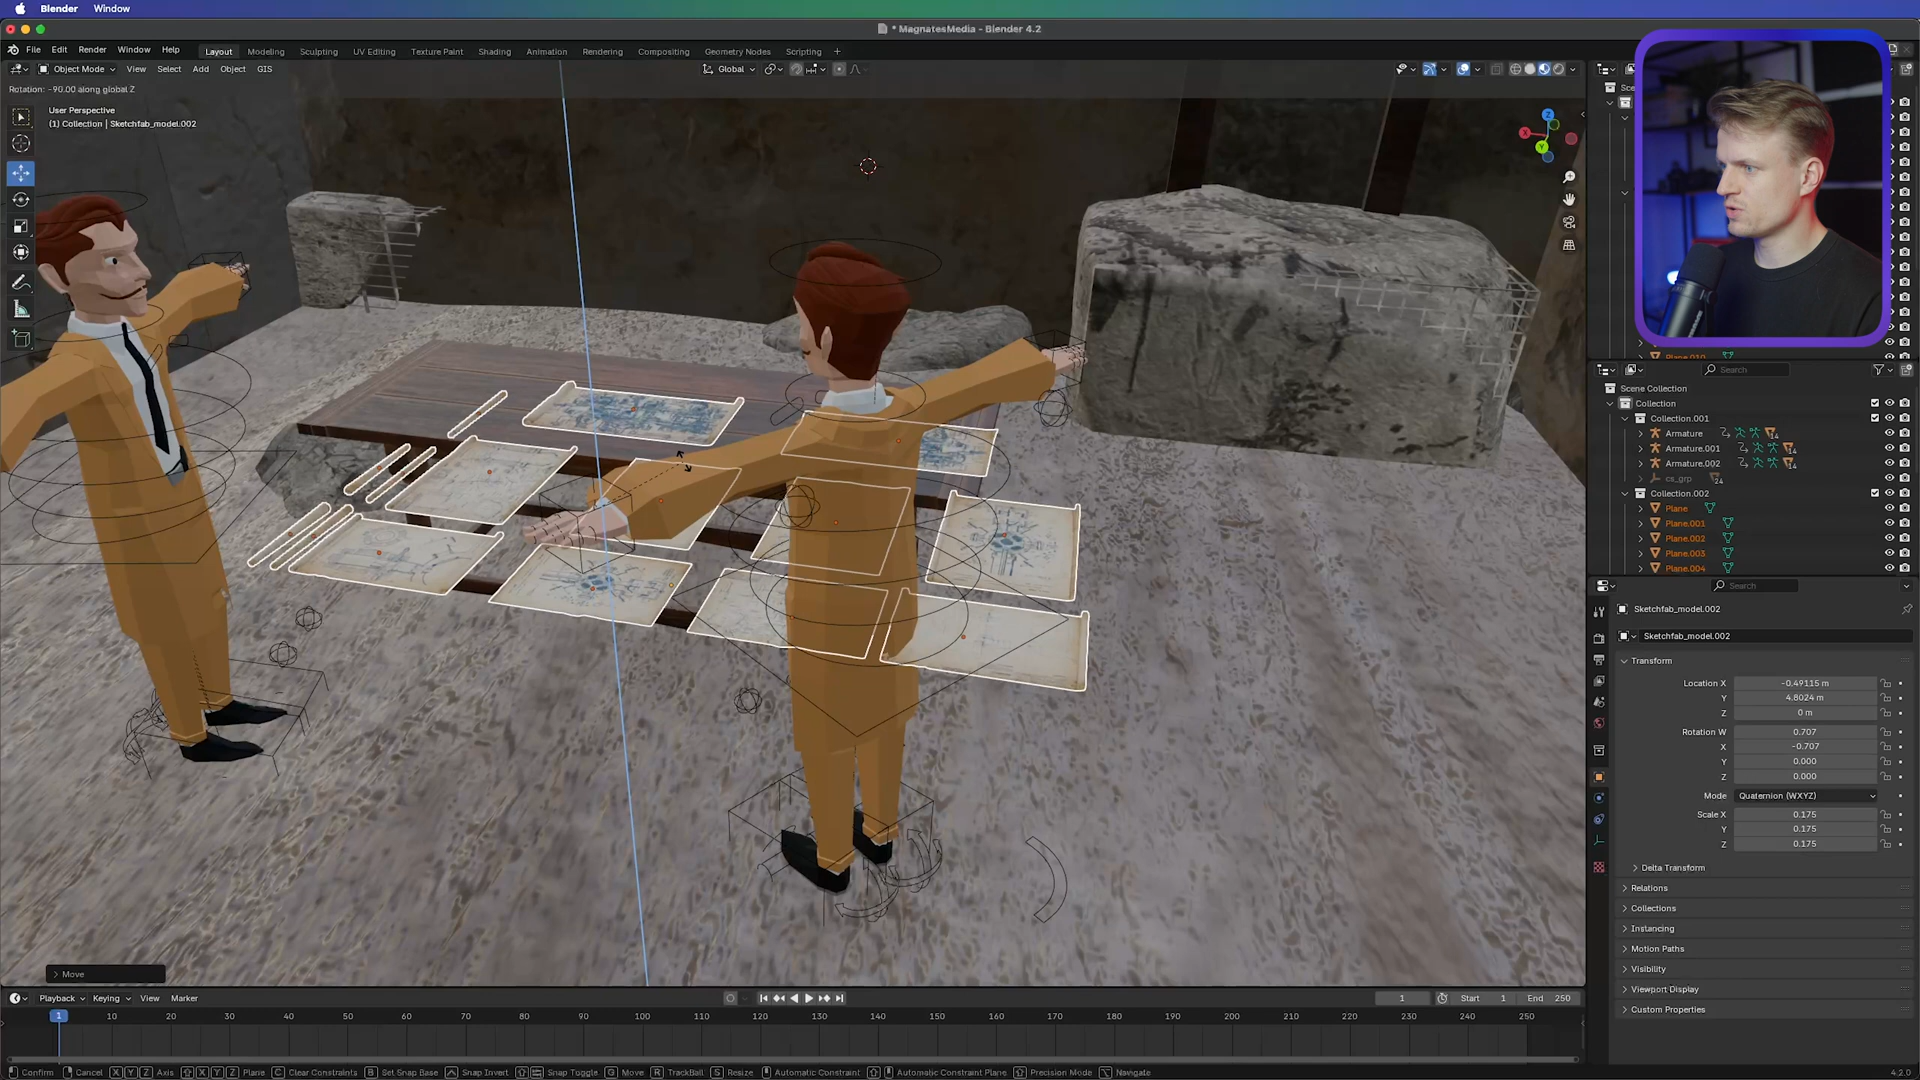 Blender Window
* MagnatesMedia - Blender 4.2
File Edit Render Window Help Layout Modeling Sculpting UV Editing Texture Paint Shading Animation Rendering Compositing Geometry Nodes Scripting +
Object Mode View Select Add Object GIS Global
Rotation: -90.00 along global Z
User Perspective
(1) Collection | Sketchfab_model.002
Z
X
Y
Plane.010
Search
Scene Collection
Collection
Collection.001
Armature
Armature.001
Armature.002
cs_grp
24
Collection.002
Plane
Plane.001
Plane.002
Plane.003
Plane.004
Search
Sketchfab_model.002
Sketchfab_model.002
Transform
Location X -0.49115 m
Y 4.8024 m
Z 0 m
Rotation W 0.707
X -0.707
Y 0.000
Z 0.000
Mode Quaternion (WXYZ)
Scale X 0.175
Y 0.175
Z 0.175
Delta Transform
Relations
Collections
Instancing
Motion Paths
Visibility
Viewport Display
Custom Properties
Move
Playback Keying View Marker 1 Start 1 End 250
1 10 20 30 40 50 60 70 80 90 100 110 120 130 140 150 160 170 180 190 200 210 220 230 240 250
Confirm Cancel X Y Z Axis X Y Z Plane C Clear Constraints B Set Snap Base Snap Invert Snap Toggle G Move R TrackBall S Resize Automatic Constraint Automatic Constraint Plane Precision Mode Navigate 4.2.0